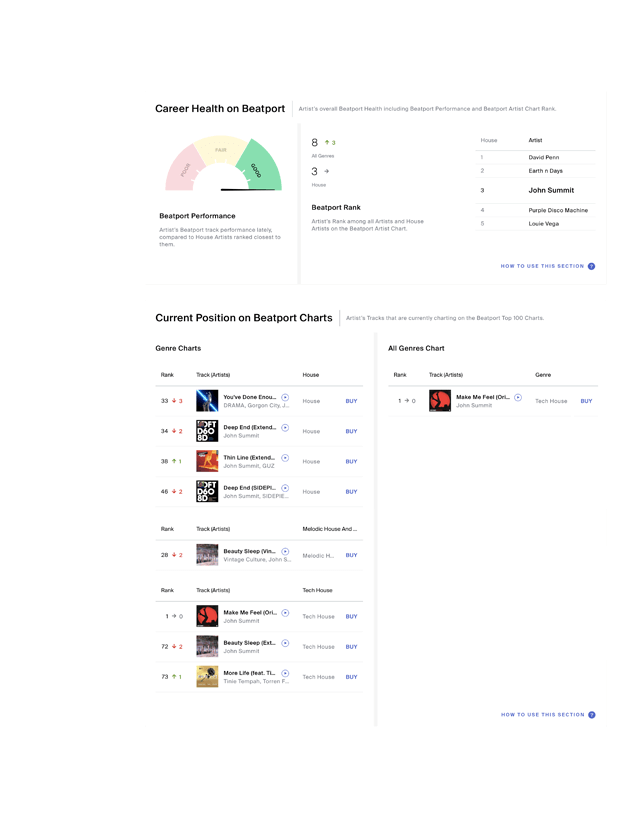 Career Health on Beatport
Artist's overall Beatport Health including Beatport Performance and Beatport Artist Chart Rank.
POOR
FAIR
GOOD
Beatport Performance
Artist's Beatport track performance lately,
compared to House Artists ranked closest to
them.
8 ↑ 3
All Genres
3 →
House
Beatport Rank
Artist's Rank among all Artists and House
Artists on the Beatport Artist Chart.
House Artist
1 David Penn
2 Earth n Days
3 John Summit
4 Purple Disco Machine
5 Louie Vega
HOW TO USE THIS SECTION ?
Current Position on Beatport Charts
Artist's Tracks that are currently charting on the Beatport Top 100 Charts.
Genre Charts
Rank Track (Artists) House
33 ↓ 3 You've Done Enou... House BUY
DRAMA, Gorgon City, J...
34 ↓ 2 Deep End (Extend... House BUY
John Summit
38 ↑ 1 Thin Line (Extend... House BUY
John Summit, GUZ
46 ↓ 2 Deep End (SIDEPI... House BUY
John Summit, SIDEPIE...
Rank Track (Artists) Melodic House And ...
28 ↓ 2 Beauty Sleep (Vin... Melodic H... BUY
Vintage Culture, John S...
Rank Track (Artists) Tech House
1 → 0 Make Me Feel (Ori... Tech House BUY
John Summit
72 ↓ 2 Beauty Sleep (Ext... Tech House BUY
John Summit
73 ↑ 1 More Life (feat. Ti... Tech House BUY
Tinie Tempah, Torren F...
All Genres Chart
Rank Track (Artists) Genre
1 → 0 Make Me Feel (Ori... Tech House BUY
John Summit
HOW TO USE THIS SECTION ?